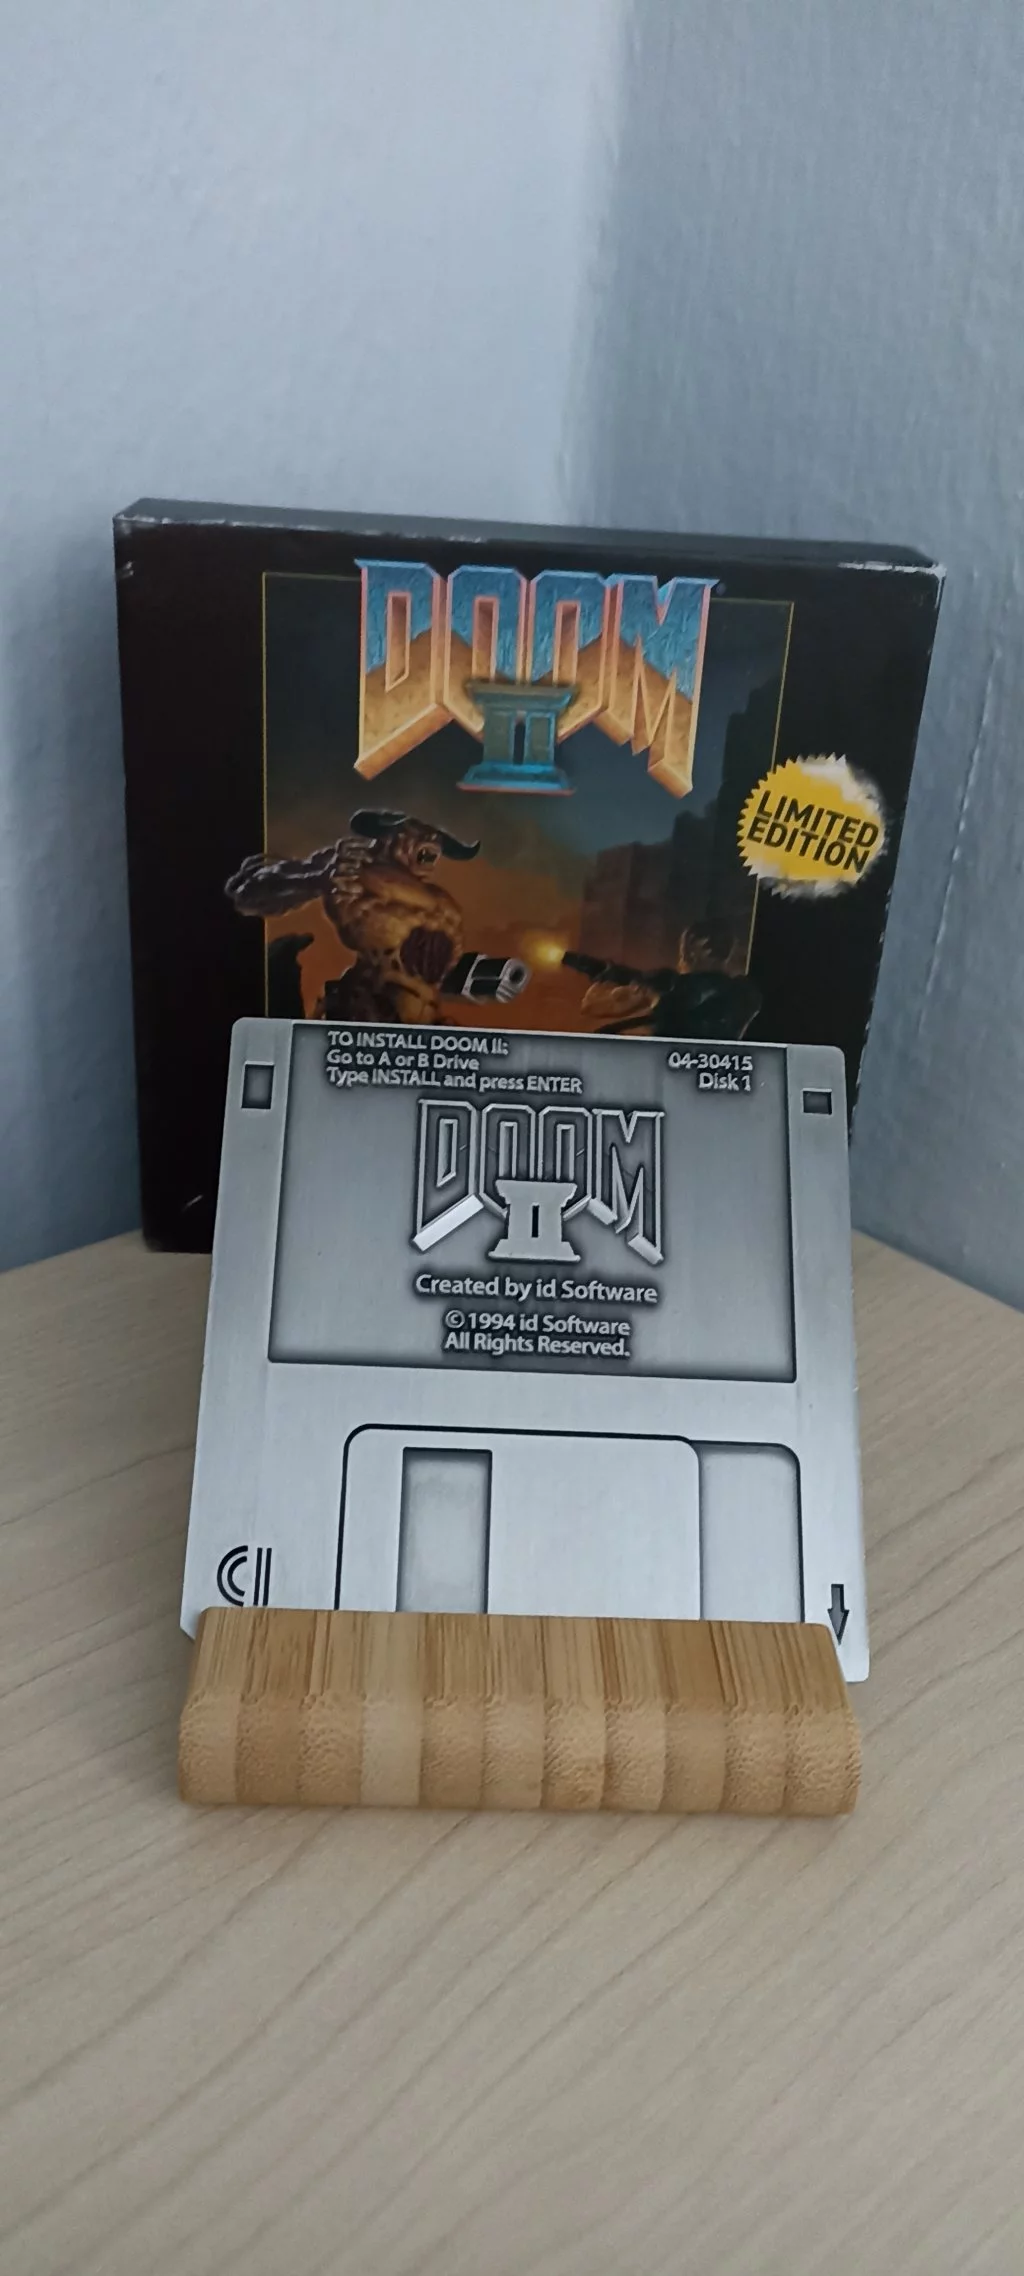 DOOM
II
LIMITED
EDITION
TO INSTALL DOOM II:
Go to A or B Drive
Type INSTALL and press ENTER
04-30415
Disk 1
DOOM
II
Created by id Software
© 1994 id Software
All Rights Reserved.